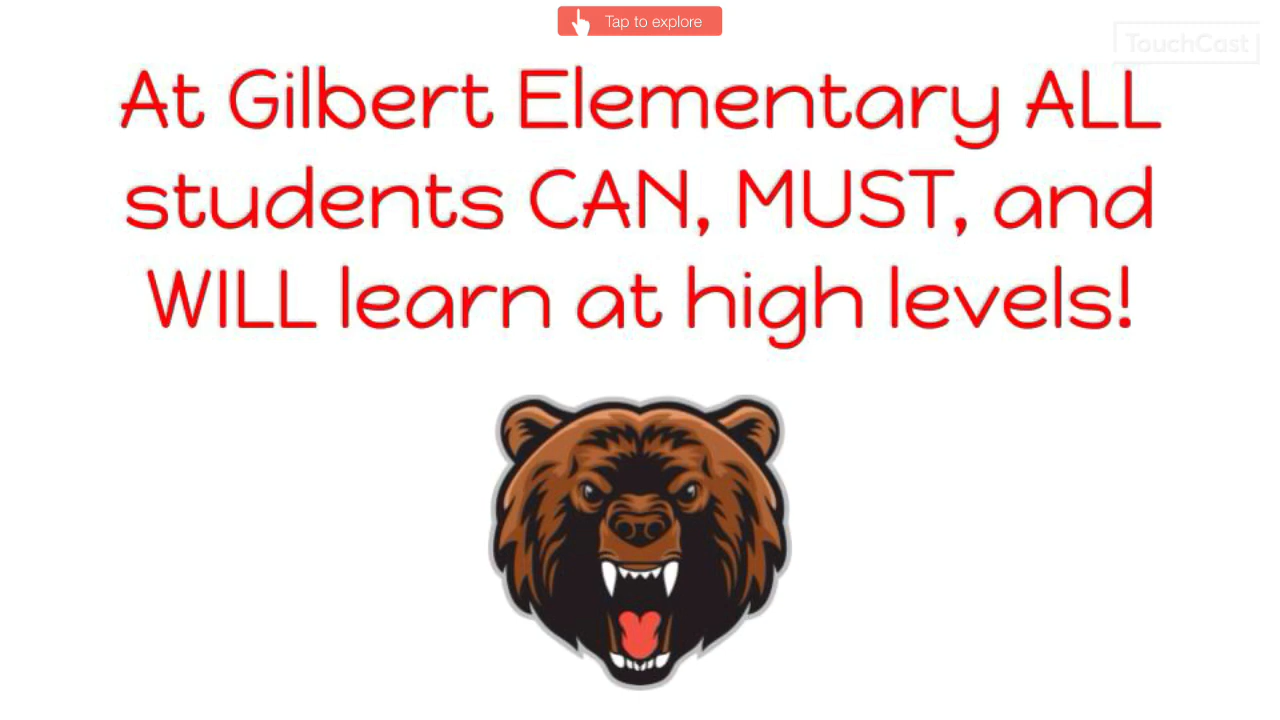 Tap to explore
TouchCast
At Gilbert Elementary ALL
students CAN, MUST, and
WILL learn at high levels!